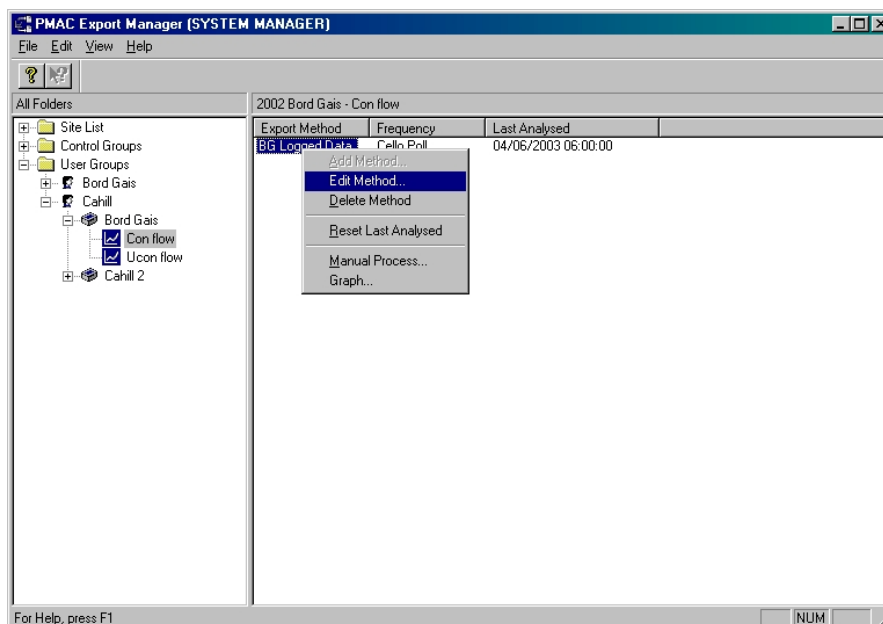 PMAC Export Manager (SYSTEM MANAGER)
File Edit View Help
All Folders
2002 Bord Gais - Con flow
Site List
Control Groups
User Groups
Bord Gais
Cahill
Bord Gais
Con flow
Ucon flow
Cahill 2
Export Method Frequency Last Analysed
BG Logged Data Cello Poll 04/06/2003 06:00:00
Add Method...
Edit Method...
Delete Method
Reset Last Analysed
Manual Process...
Graph...
For Help, press F1
NUM